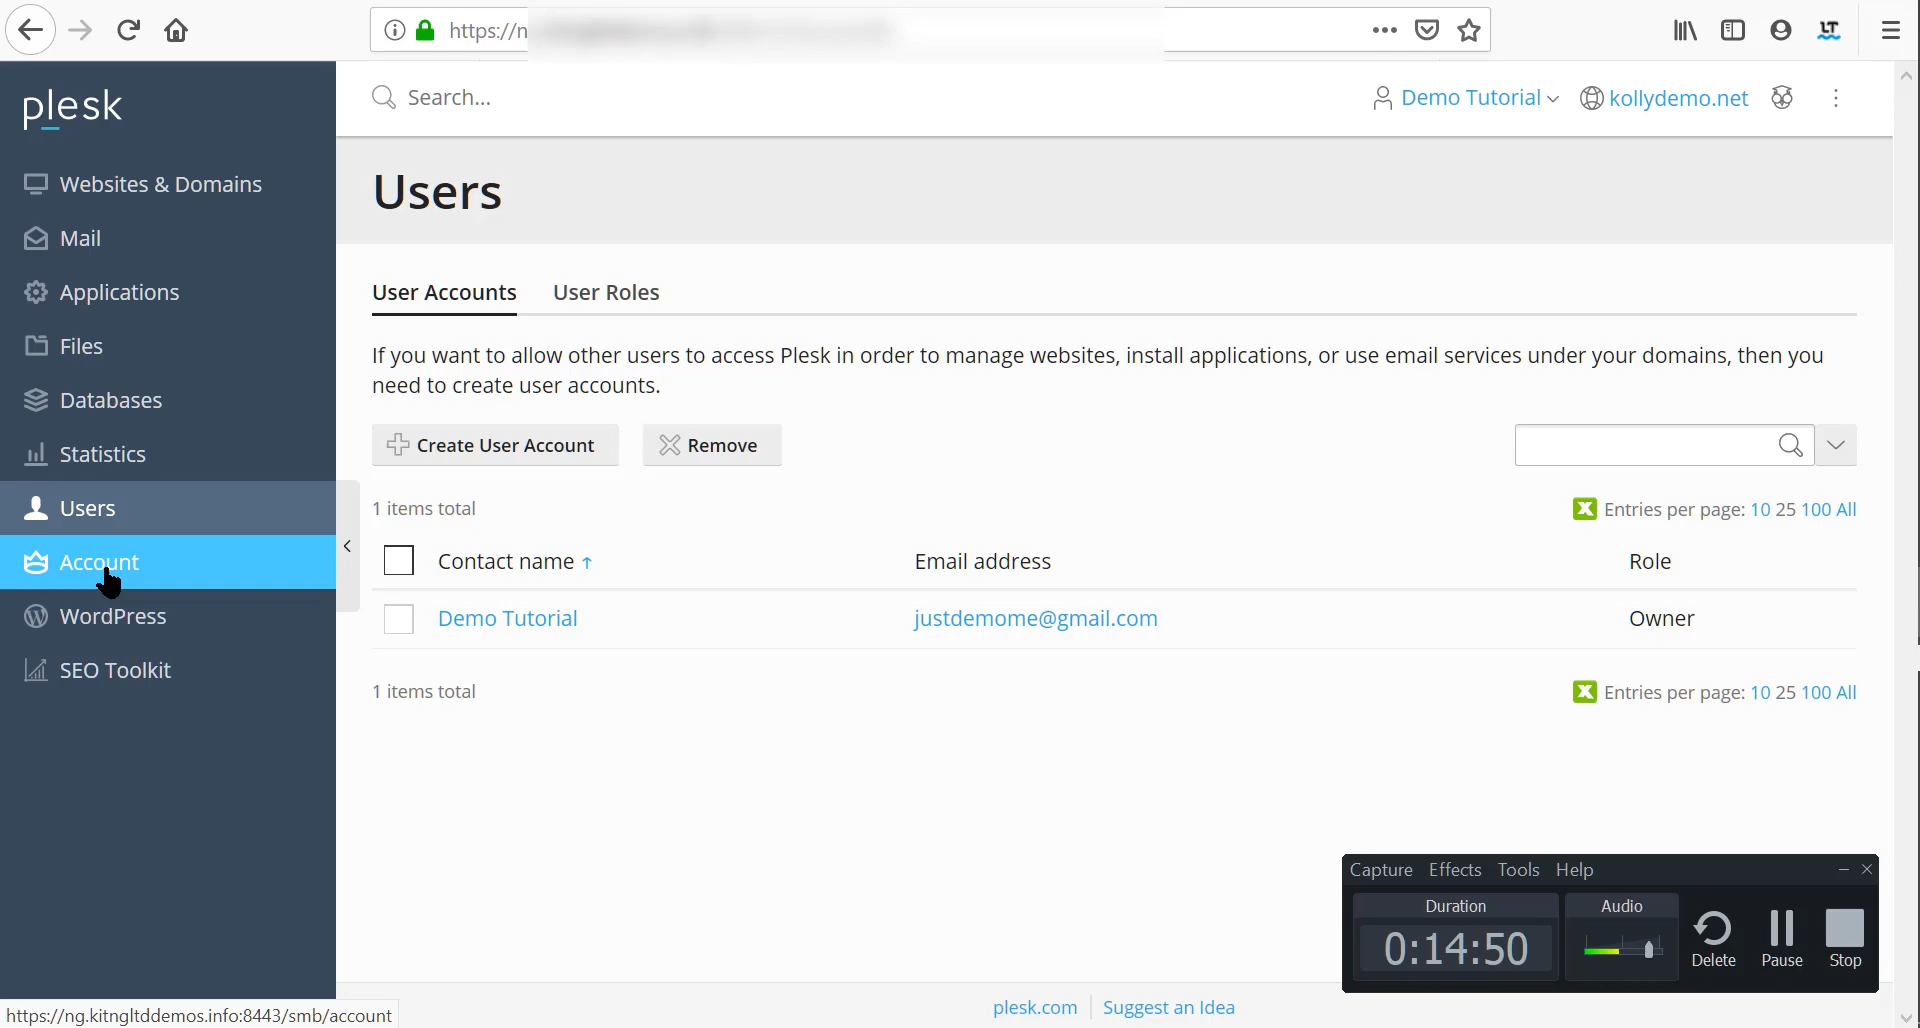 https://n
plesk
Search...
Demo Tutorial
kollydemo.net
Websites & Domains
Mail
Applications
Files
Databases
Statistics
Users
Account
WordPress
SEO Toolkit
Users
User Accounts
User Roles
If you want to allow other users to access Plesk in order to manage websites, install applications, or use email services under your domains, then you
need to create user accounts.
Create User Account
Remove
1 items total
Entries per page: 10 25 100 All
Contact name ↑
Email address
Role
Demo Tutorial
justdemome@gmail.com
Owner
1 items total
Entries per page: 10 25 100 All
Capture Effects Tools Help
Duration
Audio
0:14:50
Delete
Pause
Stop
plesk.com
Suggest an Idea
https://ng.kitngltddemos.info:8443/smb/account